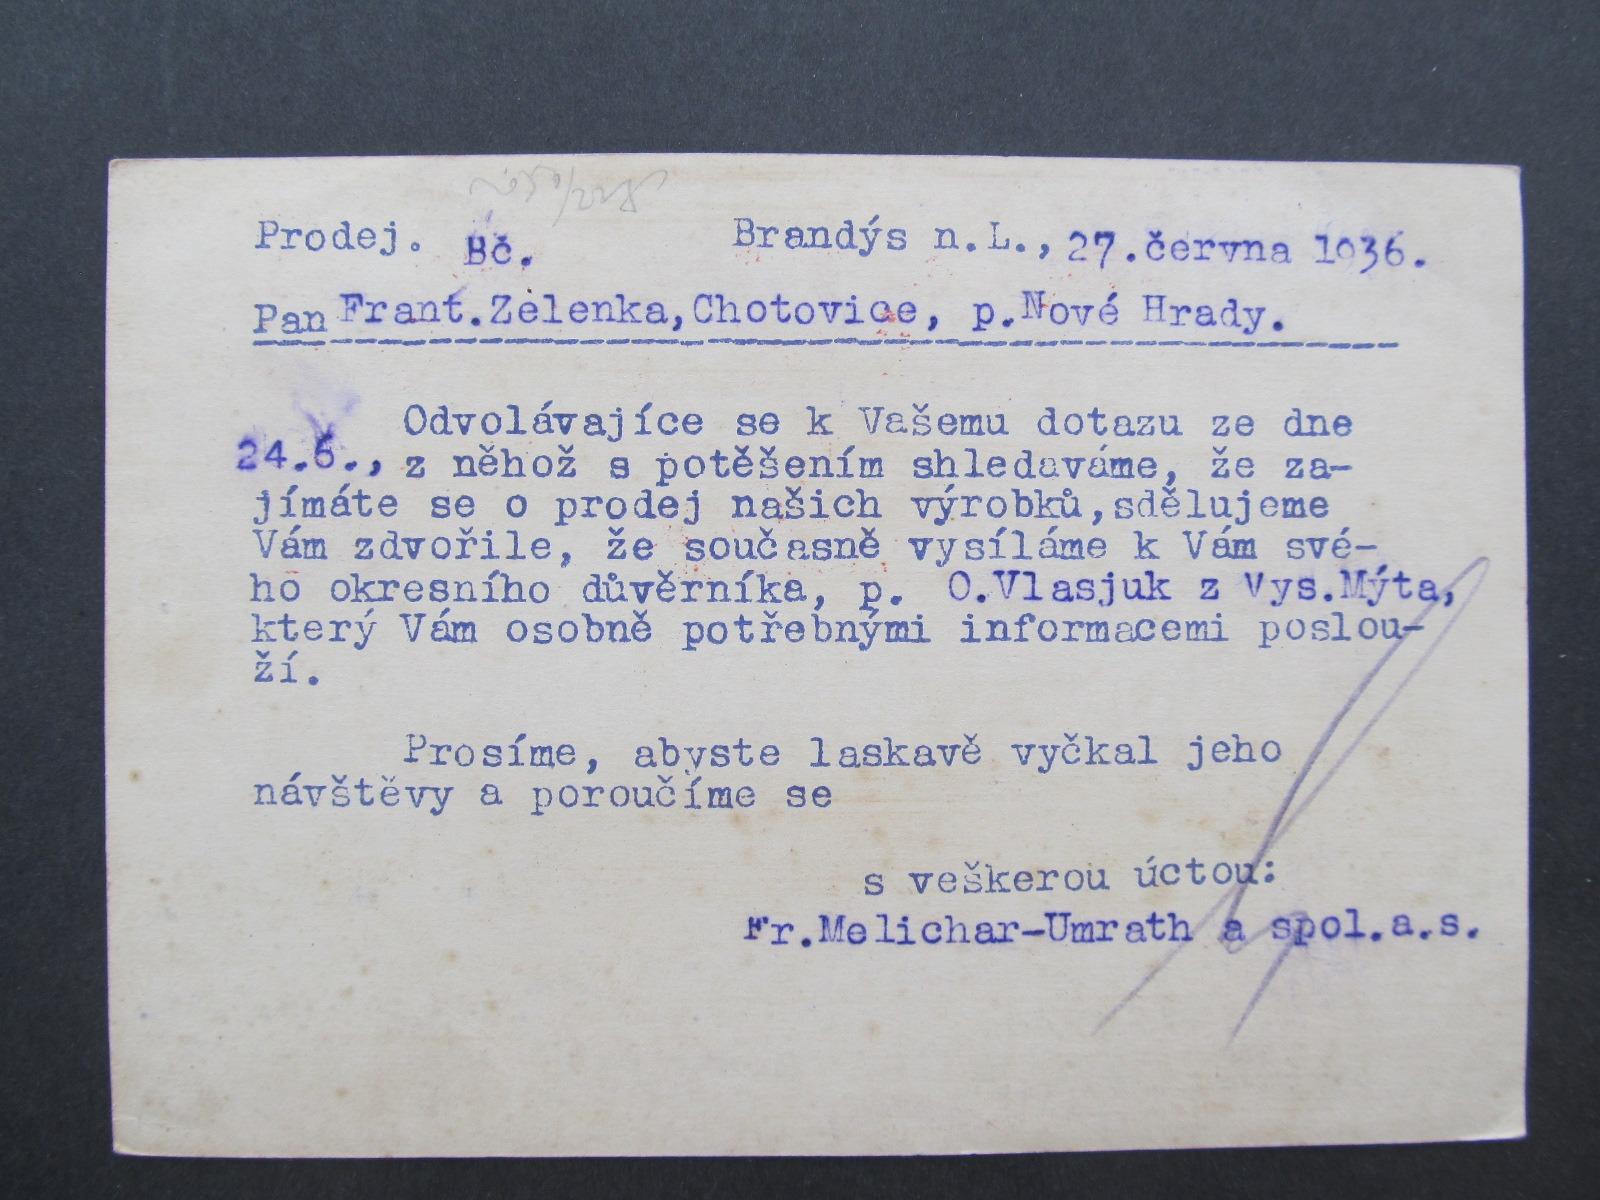 Prodej. Bč. Brandýs n.L., 27.června 1936.
Pan Frant.Zelenka,Chotovice, p.Nové Hrady.
Odvolávajíce se k Vašemu dotazu ze dne
24.6., z něhož s potěšením shledáváme, že za-
jímáte se o prodej našich výrobků,sdělujeme
Vám zdvořile, že současně vysíláme k Vám své-
ho okresního důvěrníka, p. O.Vlasjuk z Vys.Mýta,
který Vám osobně potřebnými informacemi poslou-
ží.
Prosíme, abyste laskavě vyčkal jeho
návštěvy a poroučíme se
s veškerou úctou:
Fr.Melichar-Umrath a spol.a.s.